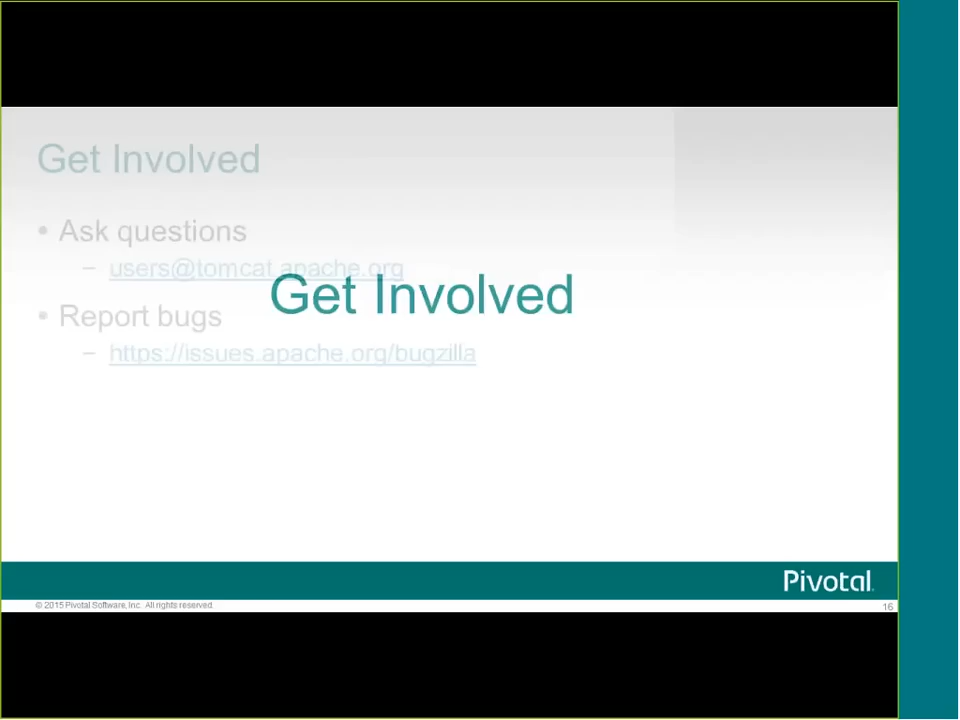 Get Involved
• Ask questions
– users@tomcat.apache.org
Get Involved
• Report bugs
– https://issues.apache.org/bugzilla
Pivotal
© 2015 Pivotal Software, Inc. All rights reserved.
16